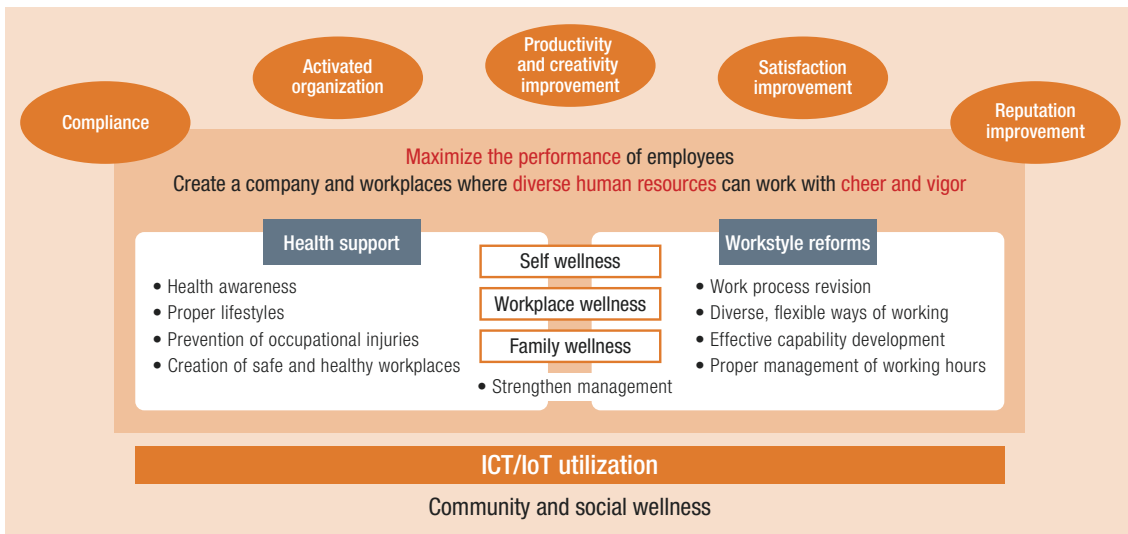 Compliance
Activated
organization
Productivity
and creativity
improvement
Satisfaction
improvement
Reputation
improvement
Maximize the performance of employees
Create a company and workplaces where diverse human resources can work with cheer and vigor
Health support
• Health awareness
• Proper lifestyles
• Prevention of occupational injuries
• Creation of safe and healthy workplaces
Self wellness
Workplace wellness
Family wellness
• Strengthen management
Workstyle reforms
• Work process revision
• Diverse, flexible ways of working
• Effective capability development
• Proper management of working hours
ICT/IoT utilization
Community and social wellness